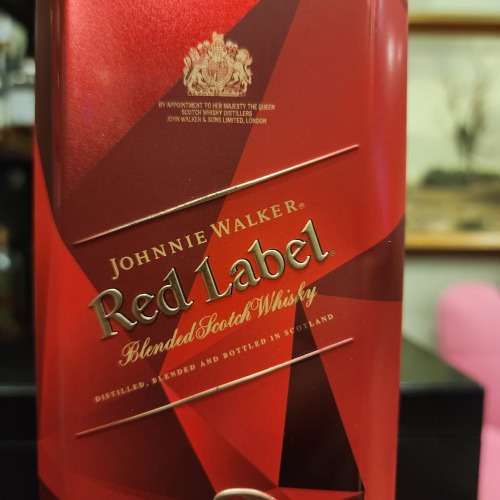 BY APPOINTMENT TO HER MAJESTY THE QUEEN
SCOTCH WHISKY DISTILLERS
JOHN WALKER & SONS LIMITED, LONDON
JOHNNIE WALKER®
Red Label
Blended Scotch Whisky
DISTILLED, BLENDED AND BOTTLED IN SCOTLAND